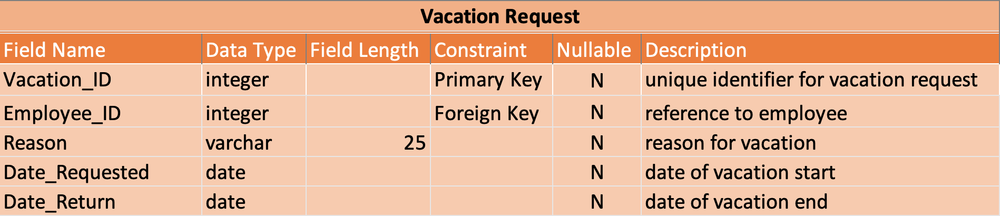 Vacation Request
Field Name Data Type Field Length Constraint Nullable Description
Vacation_ID integer Primary Key N unique identifier for vacation request
Employee_ID integer Foreign Key N reference to employee
Reason varchar 25 N reason for vacation
Date_Requested date N date of vacation start
Date_Return date N date of vacation end